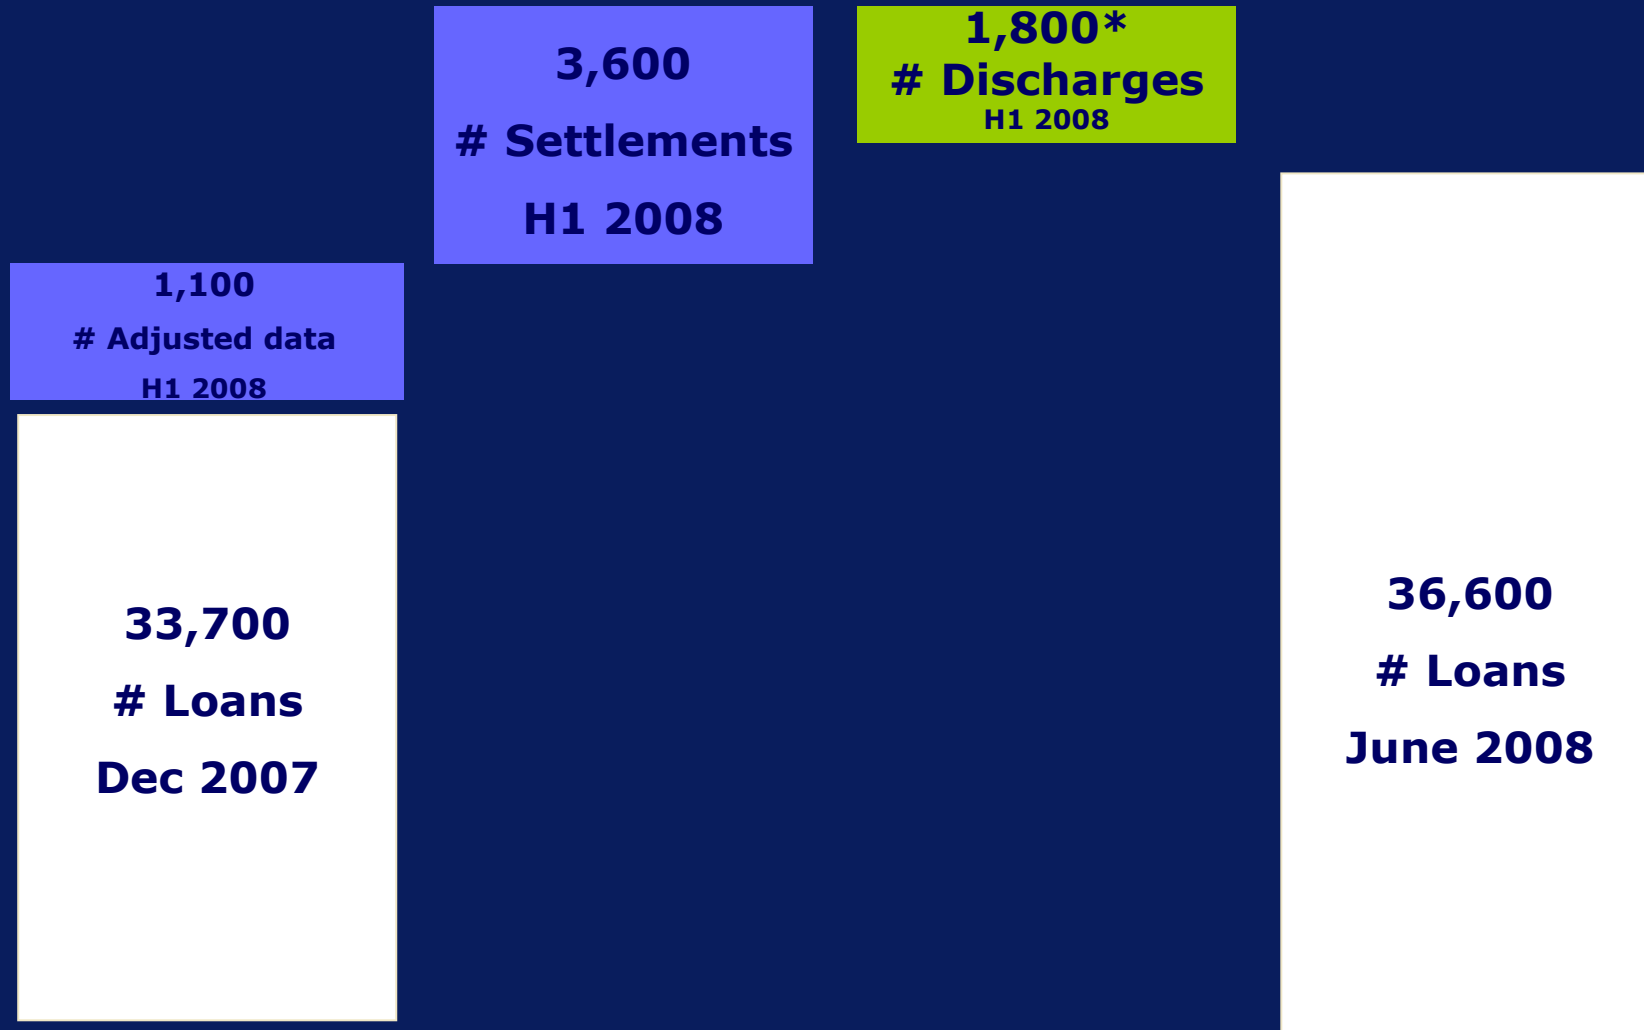 1,100
# Adjusted data
H1 2008
33,700
# Loans
Dec 2007
3,600
# Settlements
H1 2008
1,800*
# Discharges
H1 2008
36,600
# Loans
June 2008